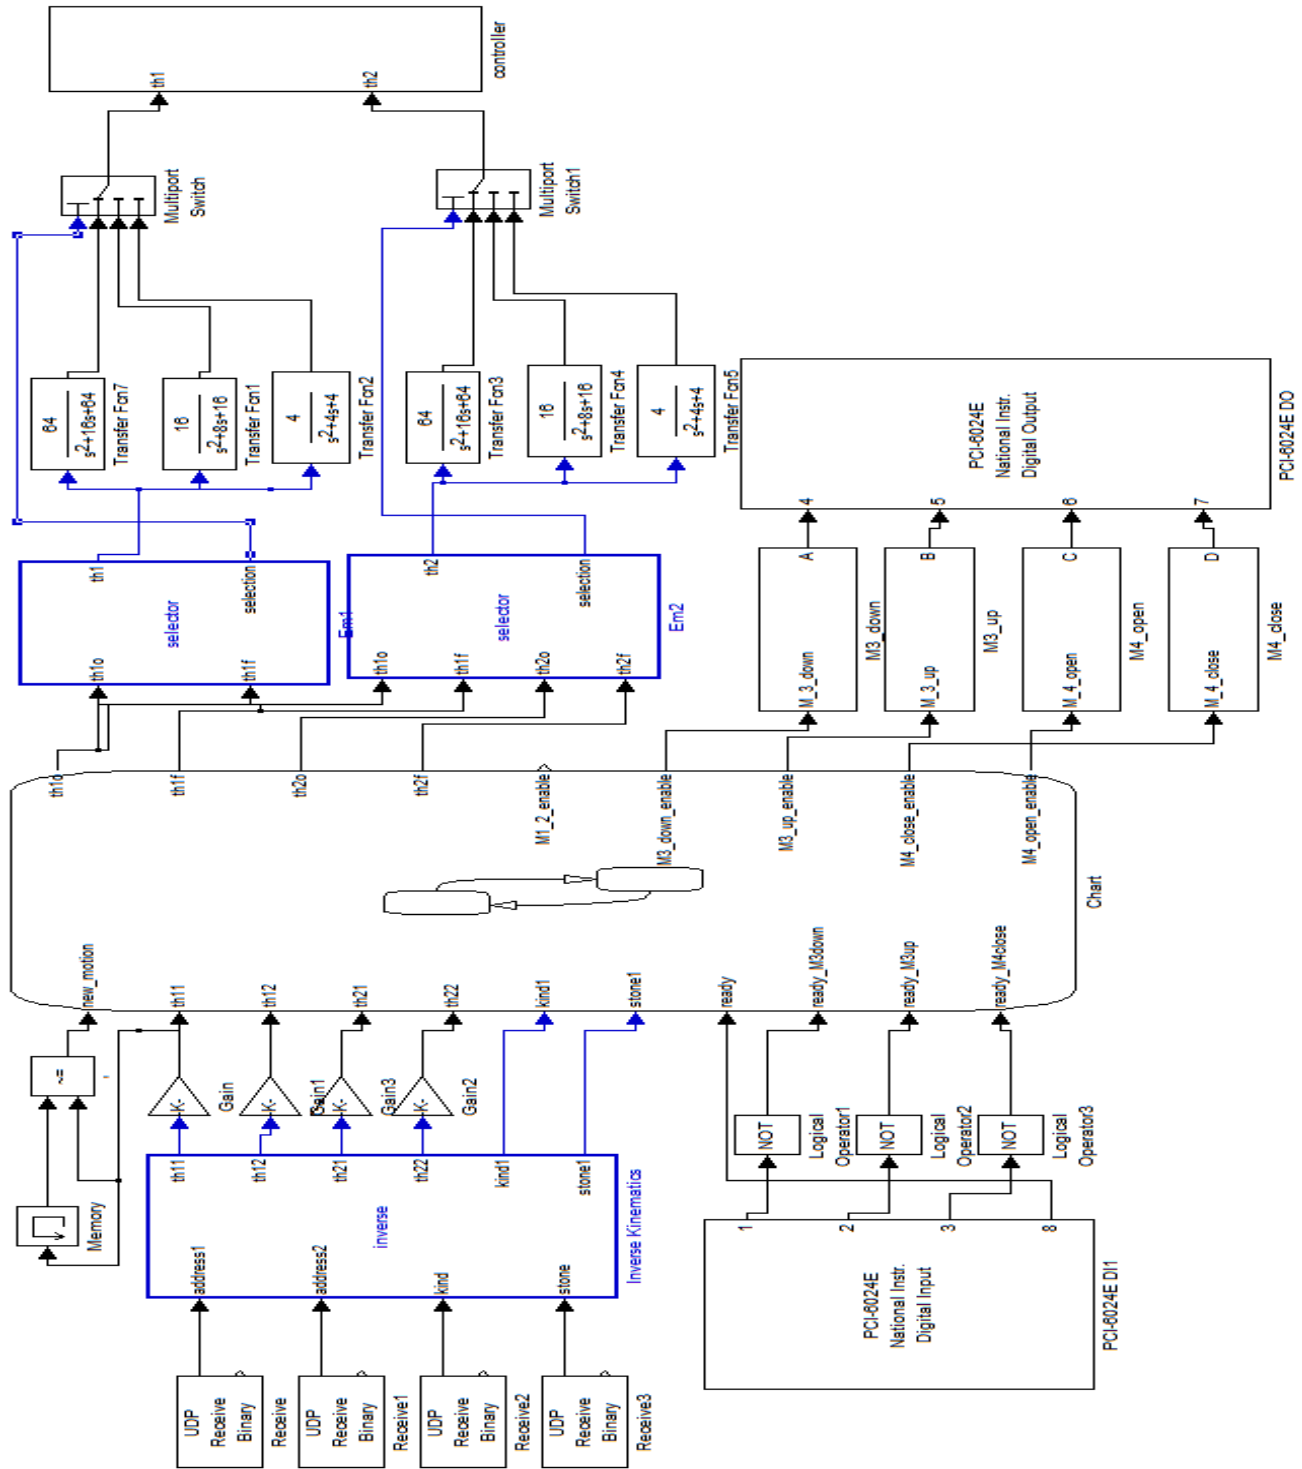 UDP
Receive
Binary
Receive
UDP
Receive
Binary
Receive1
UDP
Receive
Binary
Receive2
UDP
Receive
Binary
Receive3
Memory
~=
address1
address2
kind
stone
inverse
th11
th12
th21
th22
kind1
stone1
Inverse Kinematics
-K-
Gain
-K-
Gain1
-K-
Gain3
-K-
Gain2
PCI-6024E
National Instr.
Digital Input
1
2
3
8
PCI-6024E DI1
NOT
Logical
Operator1
NOT
Logical
Operator2
NOT
Logical
Operator3
new_motion
th11
th12
th21
th22
kind1
stone1
ready
ready_M3down
ready_M3up
ready_M4close
th1o
th1f
th2o
th2f
M1_2_enable
M3_down_enable
M3_up_enable
M4_close_enable
M4_open_enable
Chart
th1o
th1f
selector
th1
selection
Em1
th1o
th1f
th2o
th2f
selector
th2
selection
Em2
M_3_down
A
M3_down
M_3_up
B
M3_up
M_4_open
C
M4_open
M_4_close
D
M4_close
64
s2+16s+64
Transfer Fcn7
16
s2+8s+16
Transfer Fcn1
4
s2+4s+4
Transfer Fcn2
64
s2+16s+64
Transfer Fcn3
16
s2+8s+16
Transfer Fcn4
4
s2+4s+4
Transfer Fcn5
4
5
6
7
PCI-6024E
National Instr.
Digital Output
PCI-6024E DO
Multiport
Switch
Multiport
Switch1
th1
th2
controller